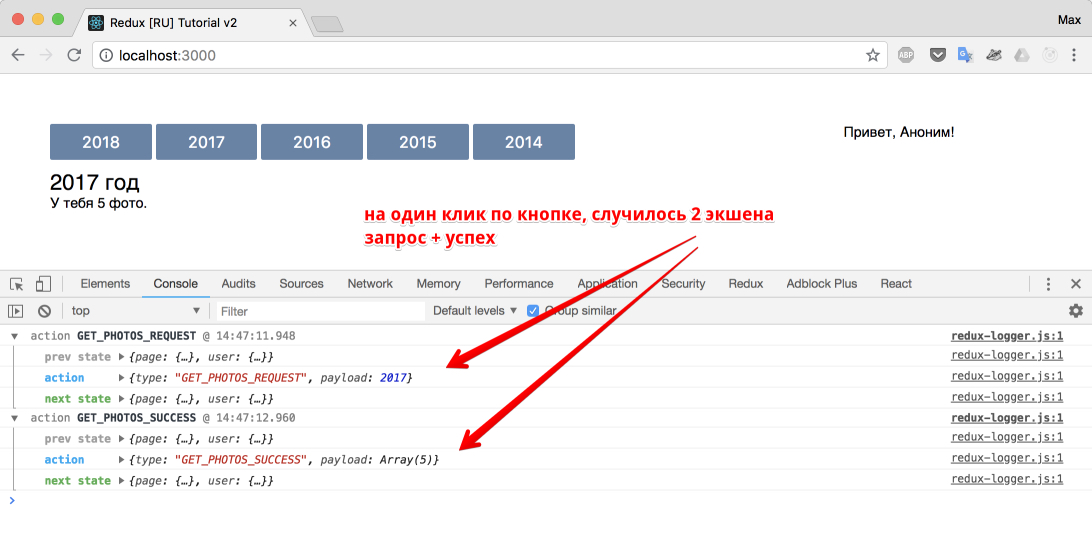 Redux [RU] Tutorial v2
Max
localhost:3000
ABP
2018 2017 2016 2015 2014
Привет, Аноним!
2017 год
У тебя 5 фото.
на один клик по кнопке, случилось 2 экшена
запрос + успех
Elements Console Audits Sources Network Memory Performance Application Security Redux Adblock Plus React
top Filter Default levels Group similar
action GET_PHOTOS_REQUEST @ 14:47:11.948 redux-logger.js:1
prev state {page: {…}, user: {…}} redux-logger.js:1
action {type: "GET_PHOTOS_REQUEST", payload: 2017} redux-logger.js:1
next state {page: {…}, user: {…}} redux-logger.js:1
action GET_PHOTOS_SUCCESS @ 14:47:12.960 redux-logger.js:1
prev state {page: {…}, user: {…}} redux-logger.js:1
action {type: "GET_PHOTOS_SUCCESS", payload: Array(5)} redux-logger.js:1
next state {page: {…}, user: {…}} redux-logger.js:1